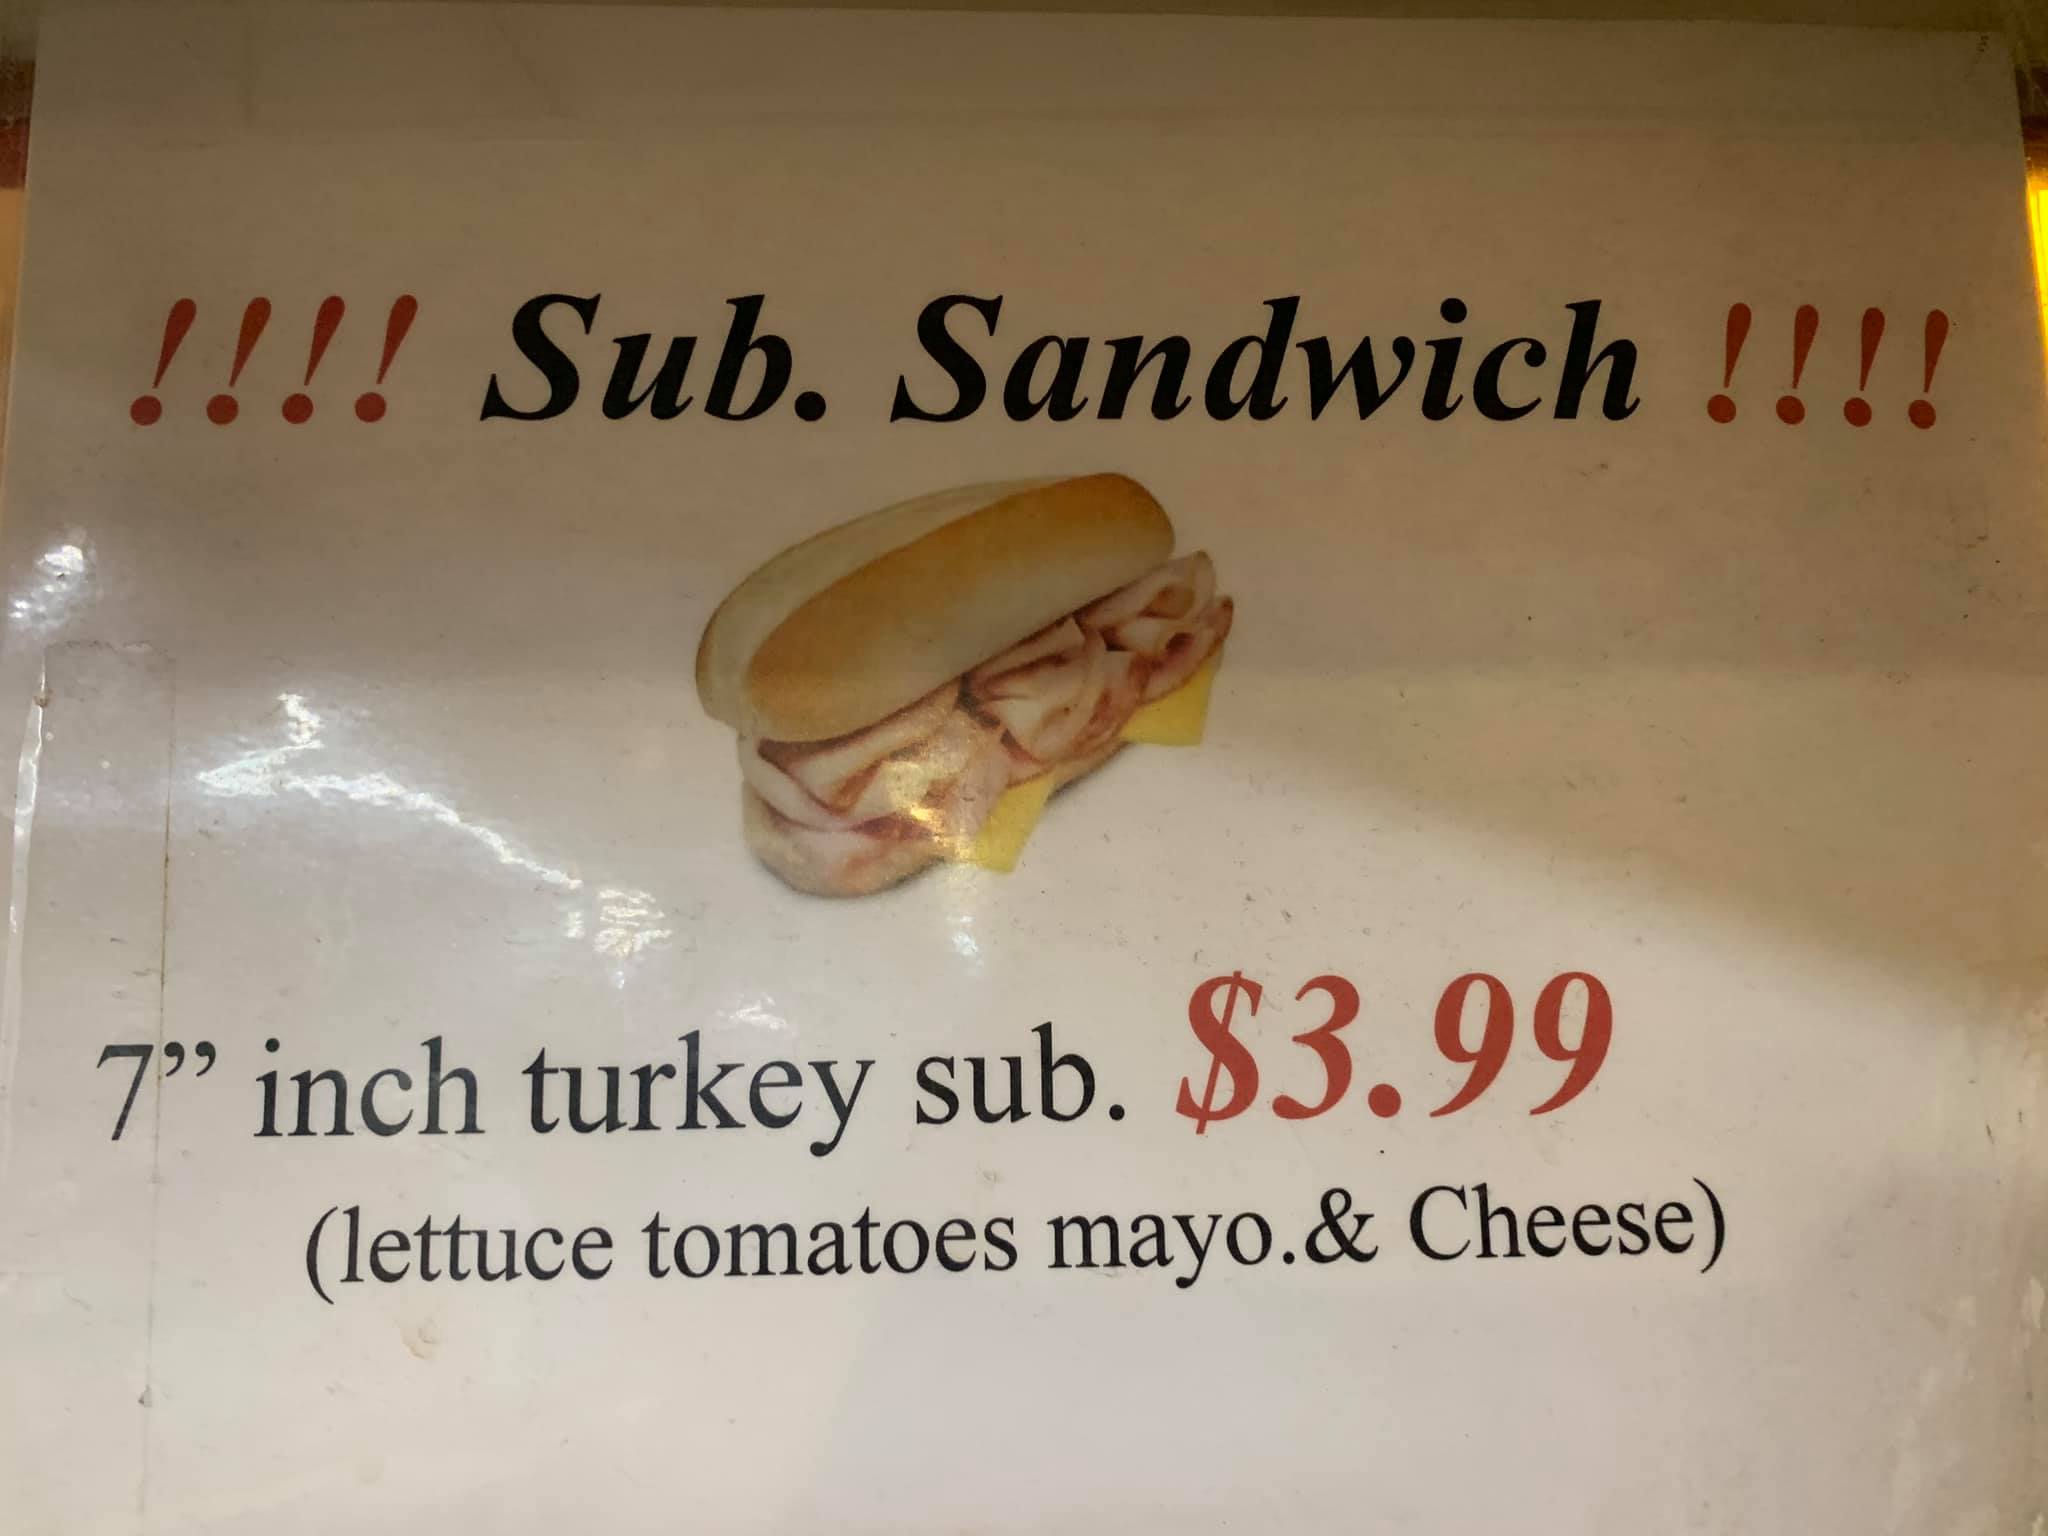 !!!! Sub. Sandwich !!!!
7” inch turkey sub. $3.99
(lettuce tomatoes mayo.& Cheese)